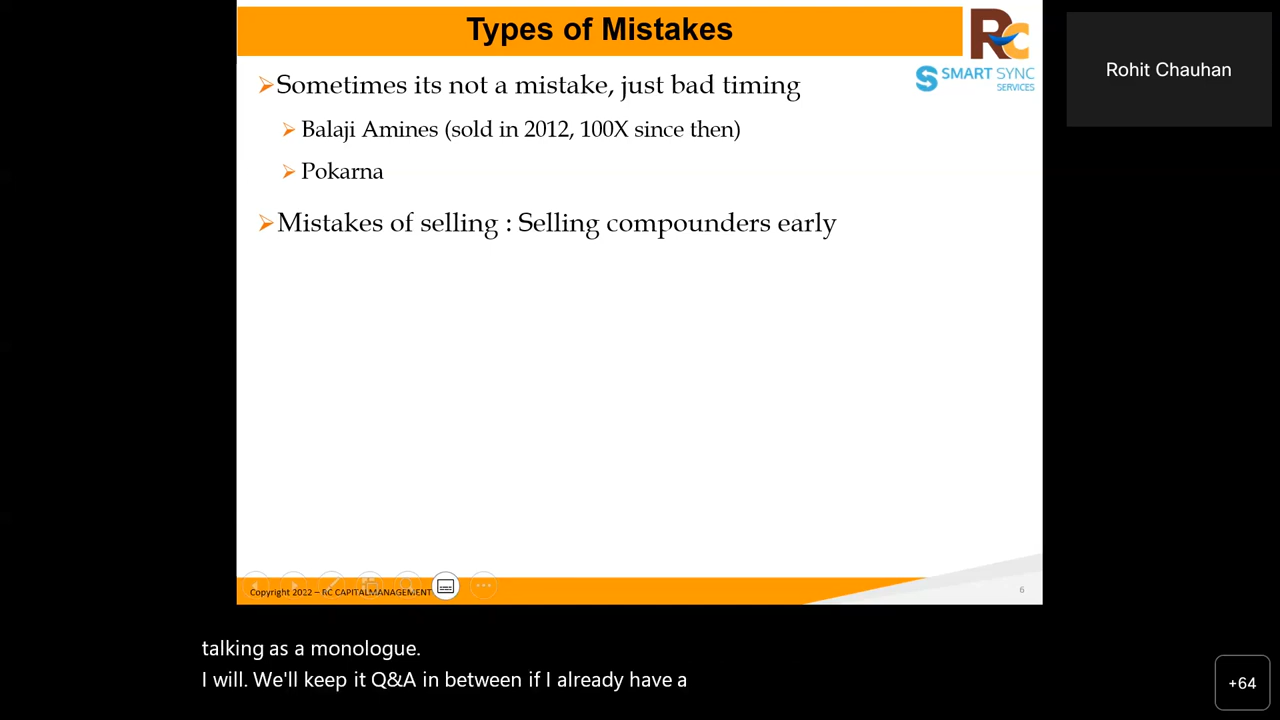 Types of Mistakes
Rc
SMART SYNC
SERVICES
Rohit Chauhan
Sometimes its not a mistake, just bad timing
Balaji Amines (sold in 2012, 100X since then)
Pokarna
Mistakes of selling : Selling compounders early
Copyright 2022 – RC CAPITALMANAGEMENT
6
talking as a monologue.
I will. We'll keep it Q&A in between if I already have a
+64